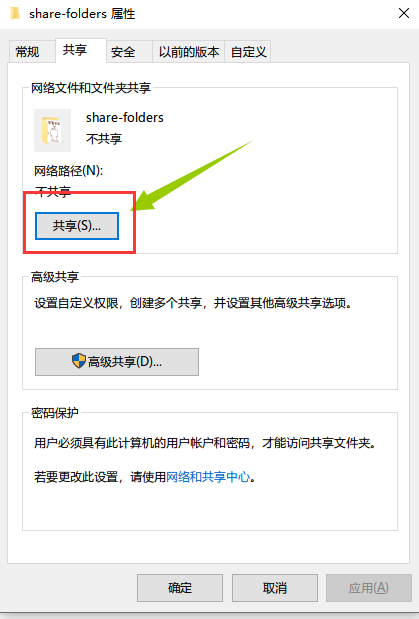 share-folders 属性
常规 共享 安全 以前的版本 自定义
网络文件和文件夹共享
share-folders
不共享
网络路径(N):
不共享
共享(S)...
高级共享
设置自定义权限，创建多个共享，并设置其他高级共享选项。
高级共享(D)...
密码保护
用户必须具有此计算机的用户帐户和密码，才能访问共享文件夹。
若要更改此设置，请使用网络和共享中心。
确定 取消 应用(A)